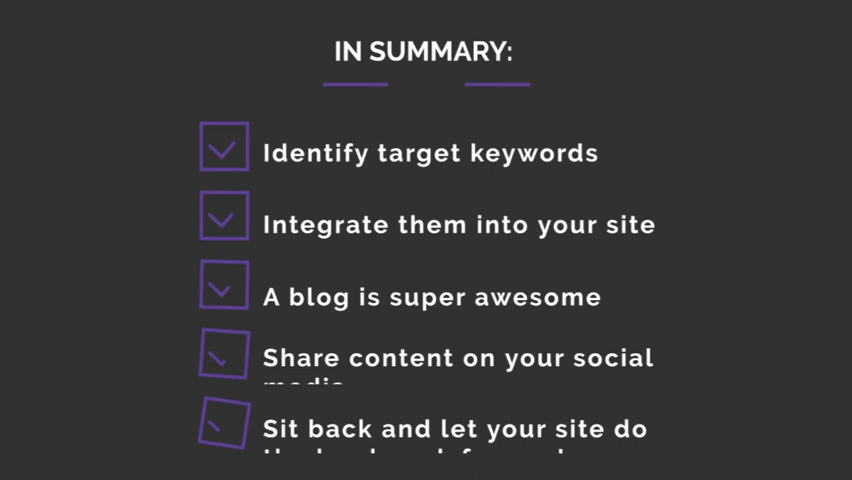 IN SUMMARY:
Identify target keywords
Integrate them into your site
A blog is super awesome
Share content on your social
media
Sit back and let your site do